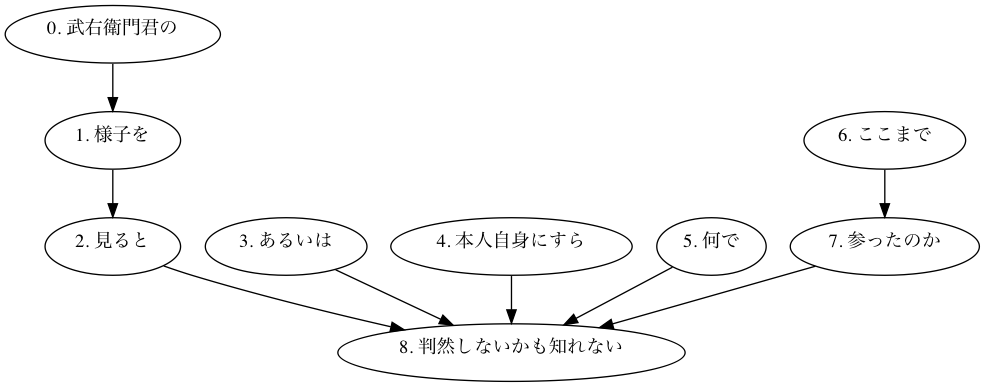 0. 武右衛門君の
1. 様子を
6. ここまで
2. 見ると
3. あるいは
4. 本人自身にすら
5. 何で
7. 参ったのか
8. 判然しないかも知れない